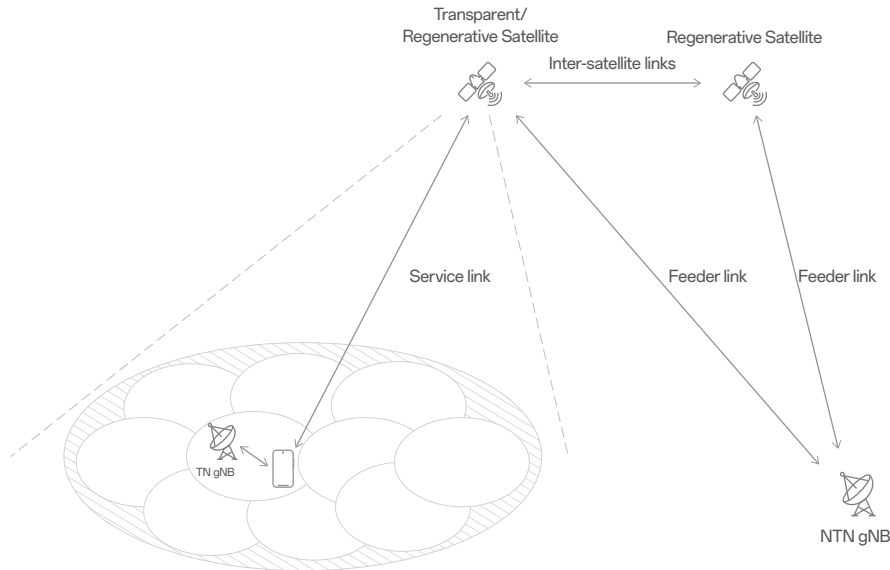 Transparent/
Regenerative Satellite
Regenerative Satellite
Inter-satellite links
Service link
Feeder link
Feeder link
TN gNB
NTN gNB